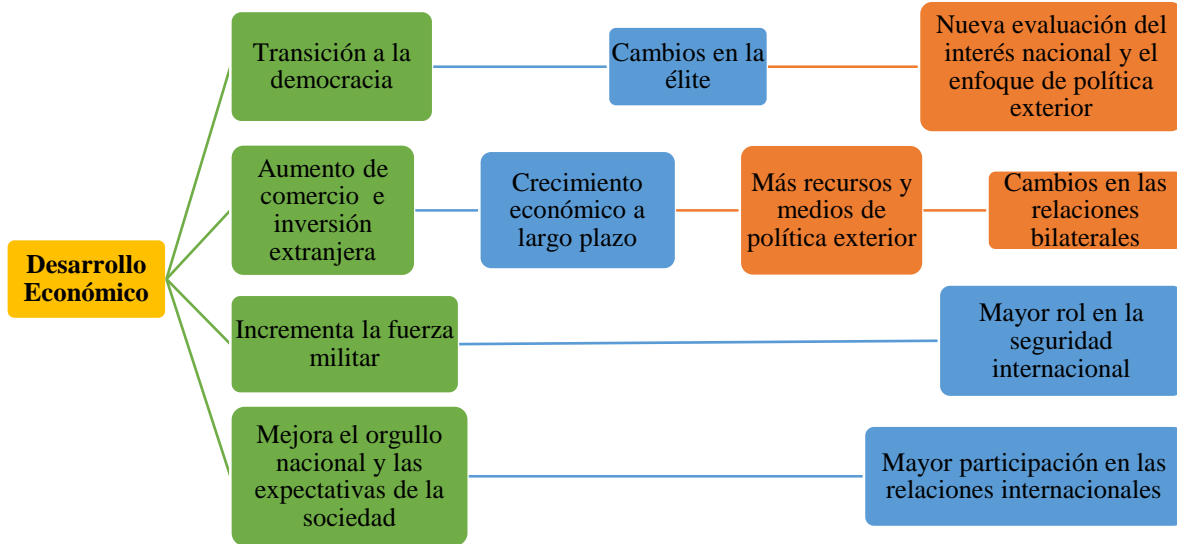 Desarrollo
Económico
Transición a la
democracia
Cambios en la
élite
Nueva evaluación del
interés nacional y el
enfoque de política
exterior
Aumento de
comercio e
inversión
extranjera
Crecimiento
económico a
largo plazo
Más recursos y
medios de
política exterior
Cambios en las
relaciones
bilaterales
Incrementa la fuerza
militar
Mayor rol en la
seguridad
internacional
Mejora el orgullo
nacional y las
expectativas de la
sociedad
Mayor participación en las
relaciones internacionales